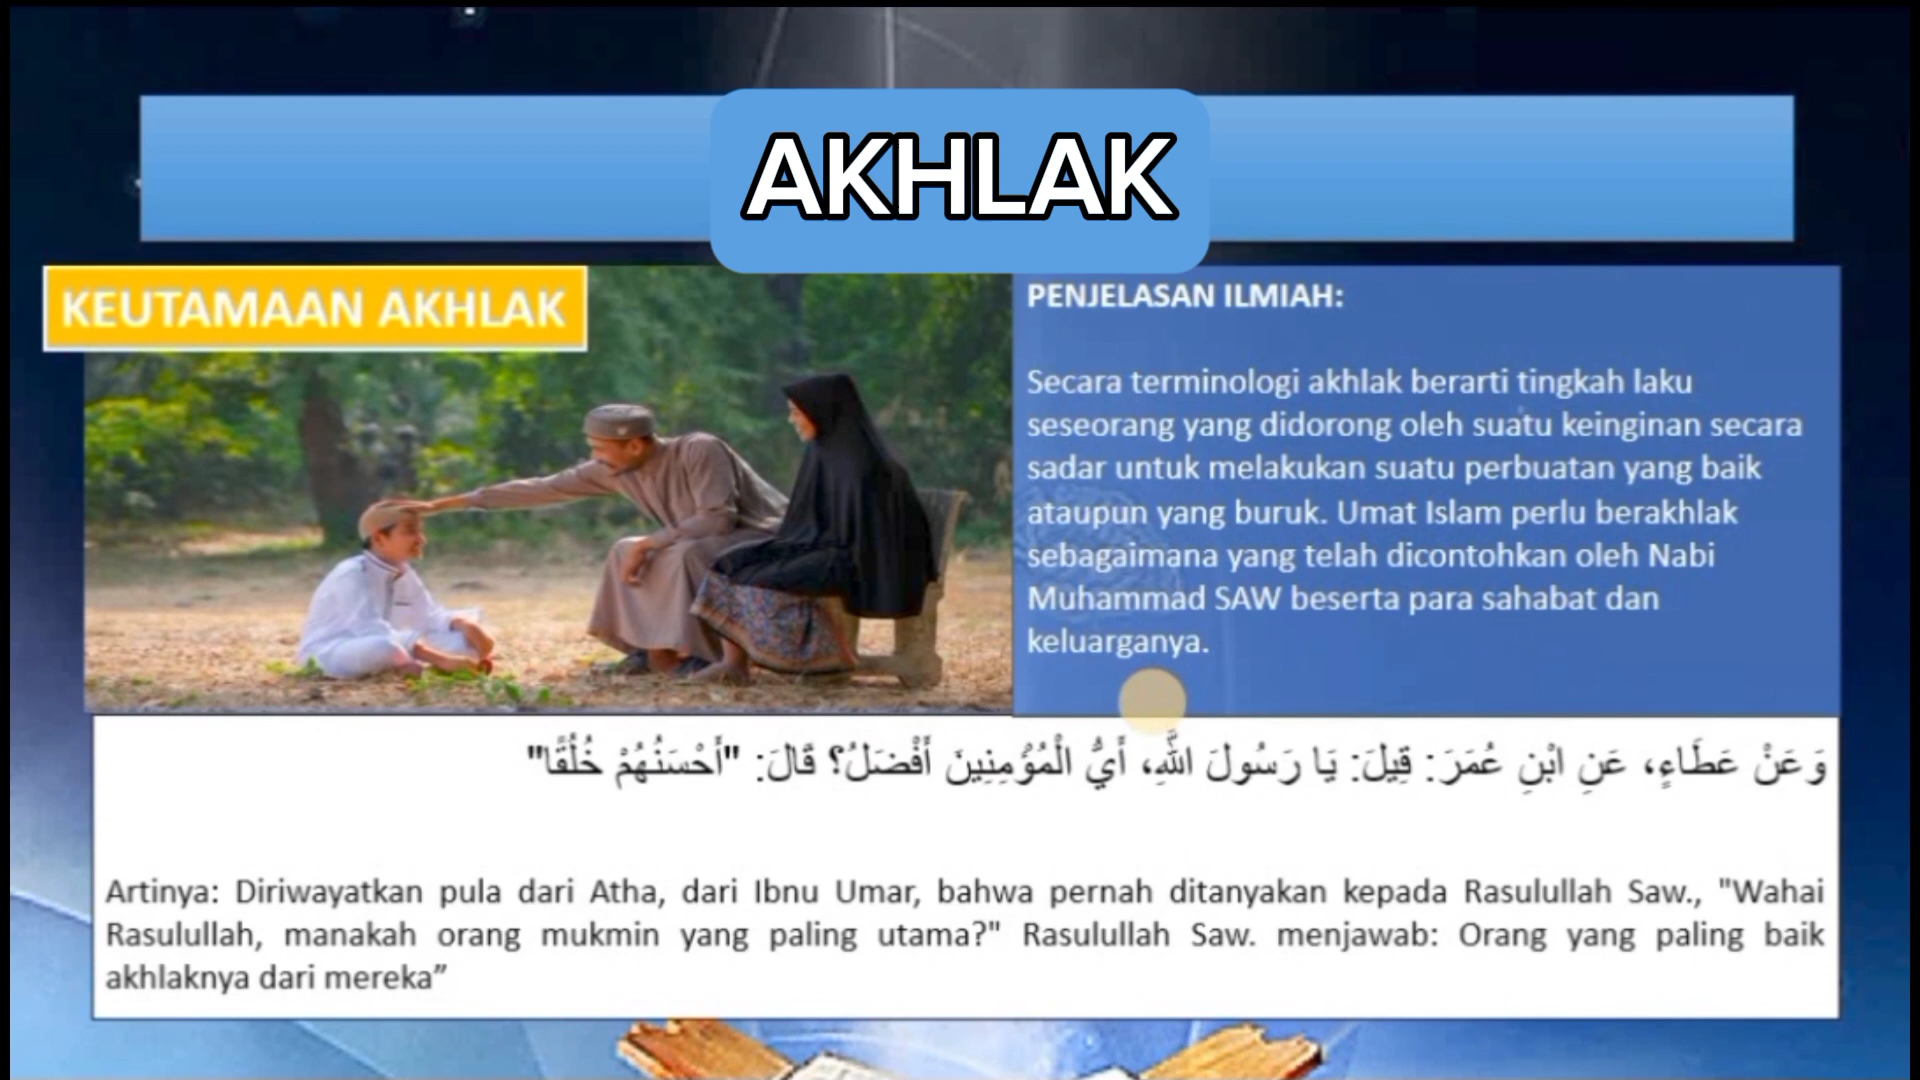 AKHLAK
KEUTAMAAN AKHLAK
PENJELASAN ILMIAH:
Secara terminologi akhlak berarti tingkah laku
seseorang yang didorong oleh suatu keinginan secara
sadar untuk melakukan suatu perbuatan yang baik
ataupun yang buruk. Umat Islam perlu berakhlak
sebagaimana yang telah dicontohkan oleh Nabi
Muhammad SAW beserta para sahabat dan
keluarganya.
وَعَنْ عَطَاءٍ، عَنِ ابْنِ عُمَرَ: قِيلَ: يَا رَسُولَ اللَّهِ، أَيُّ الْمُؤْمِنِينَ أَفْضَلُ؟ قَالَ: "أَحْسَنُهُمْ خُلُقًا"
Artinya: Diriwayatkan pula dari Atha, dari Ibnu Umar, bahwa pernah ditanyakan kepada Rasulullah Saw., "Wahai
Rasulullah, manakah orang mukmin yang paling utama?" Rasulullah Saw. menjawab: Orang yang paling baik
akhlaknya dari mereka”